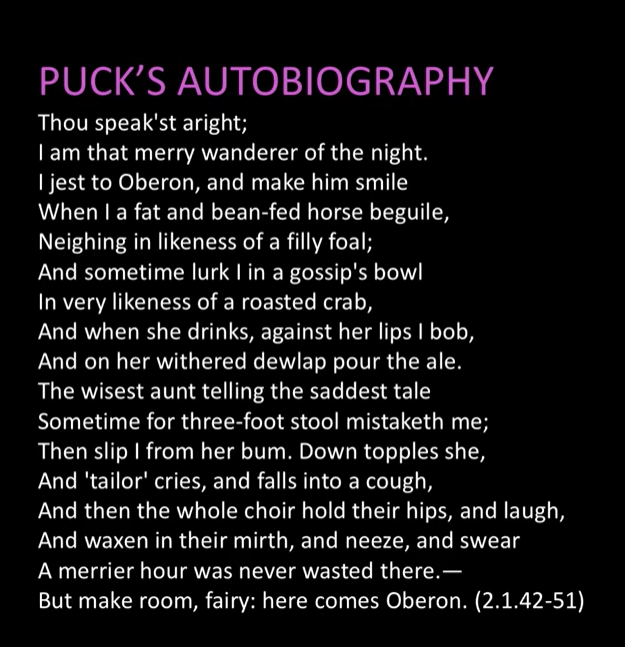 PUCK’S AUTOBIOGRAPHY
Thou speak'st aright;
I am that merry wanderer of the night.
I jest to Oberon, and make him smile
When I a fat and bean-fed horse beguile,
Neighing in likeness of a filly foal;
And sometime lurk I in a gossip's bowl
In very likeness of a roasted crab,
And when she drinks, against her lips I bob,
And on her withered dewlap pour the ale.
The wisest aunt telling the saddest tale
Sometime for three-foot stool mistaketh me;
Then slip I from her bum. Down topples she,
And 'tailor' cries, and falls into a cough,
And then the whole choir hold their hips, and laugh,
And waxen in their mirth, and neeze, and swear
A merrier hour was never wasted there.—
But make room, fairy: here comes Oberon. (2.1.42-51)